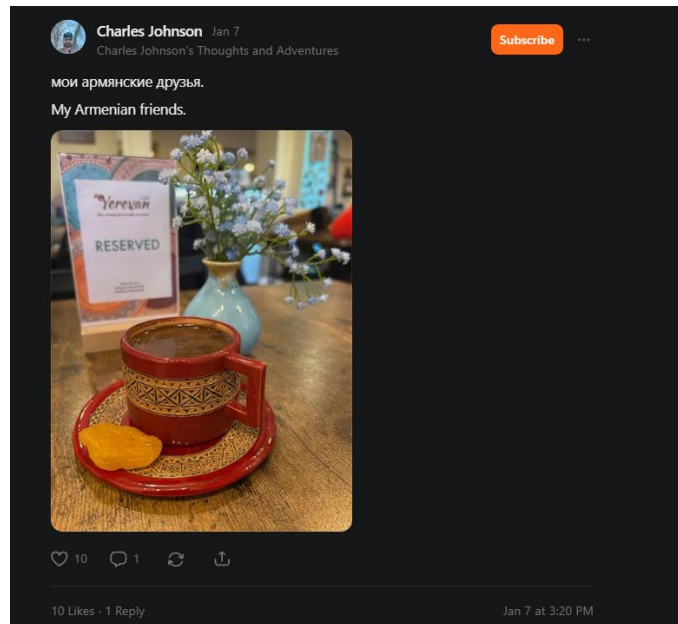 Charles Johnson Jan 7
Subscribe
Charles Johnson's Thoughts and Adventures
мои армянские друзья.
My Armenian friends.
Yerevan
RESERVED
10
1
10 Likes · 1 Reply
Jan 7 at 3:20 PM